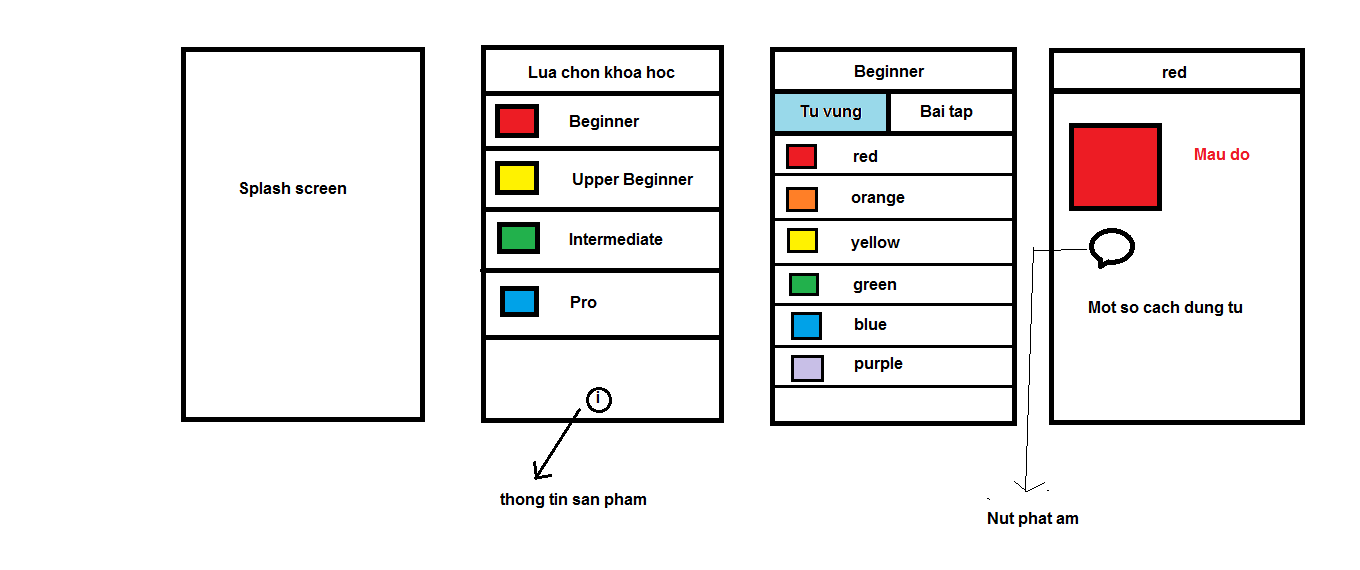 Splash screen
Lua chon khoa hoc
Beginner
Upper Beginner
Intermediate
Pro
i
thong tin san pham
Beginner
Tu vung
Bai tap
red
orange
yellow
green
blue
purple
red
Mau do
Mot so cach dung tu
Nut phat am